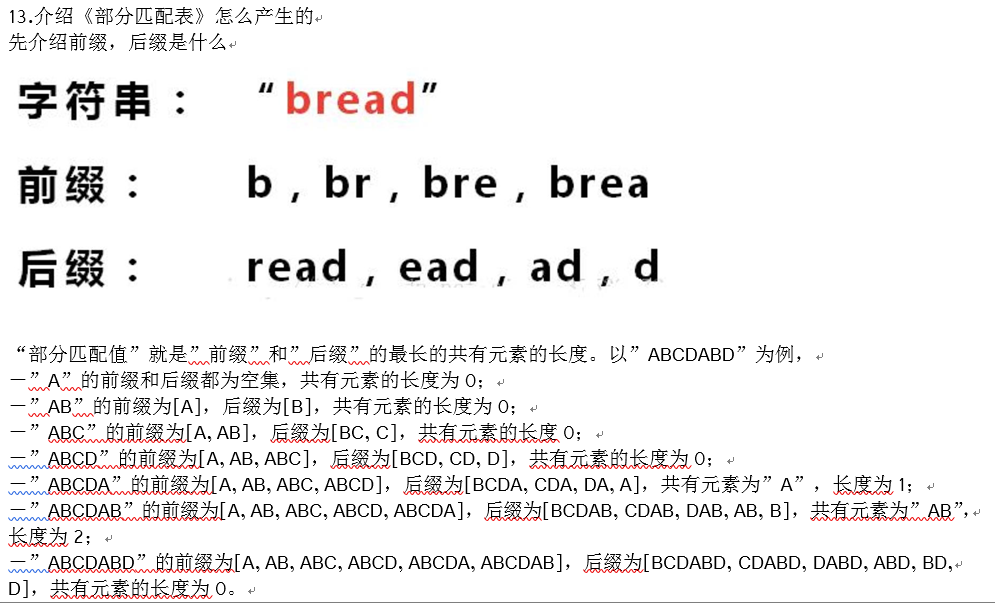 13.介绍《部分匹配表》怎么产生的
先介绍前缀，后缀是什么
字符串： “bread”
前缀： b , br , bre , brea
后缀： read , ead , ad , d
“部分匹配值”就是”前缀”和”后缀”的最长的共有元素的长度。以”ABCDABD”为例，
－”A”的前缀和后缀都为空集，共有元素的长度为0；
－”AB”的前缀为[A]，后缀为[B]，共有元素的长度为0；
－”ABC”的前缀为[A, AB]，后缀为[BC, C]，共有元素的长度0；
－”ABCD”的前缀为[A, AB, ABC]，后缀为[BCD, CD, D]，共有元素的长度为0；
－”ABCDA”的前缀为[A, AB, ABC, ABCD]，后缀为[BCDA, CDA, DA, A]，共有元素为”A”，长度为1；
－”ABCDAB”的前缀为[A, AB, ABC, ABCD, ABCDA]，后缀为[BCDAB, CDAB, DAB, AB, B]，共有元素为”AB”，
长度为2；
－”ABCDABD”的前缀为[A, AB, ABC, ABCD, ABCDA, ABCDAB]，后缀为[BCDABD, CDABD, DABD, ABD, BD,
D]，共有元素的长度为0。